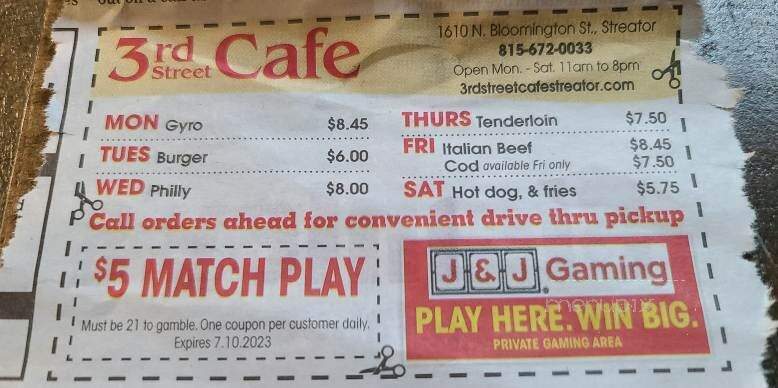 3rd Street Cafe
1610 N. Bloomington St., Streator
815-672-0033
Open Mon. - Sat. 11am to 8pm
3rdstreetcafestreator.com
MON Gyro $8.45
TUES Burger $6.00
WED Philly $8.00
THURS Tenderloin $7.50
FRI Italian Beef $8.45
Cod available Fri only $7.50
SAT Hot dog, & fries $5.75
Call orders ahead for convenient drive thru pickup
$5 MATCH PLAY
Must be 21 to gamble. One coupon per customer daily.
Expires 7.10.2023
J & J Gaming
PLAY HERE. WIN BIG.
PRIVATE GAMING AREA